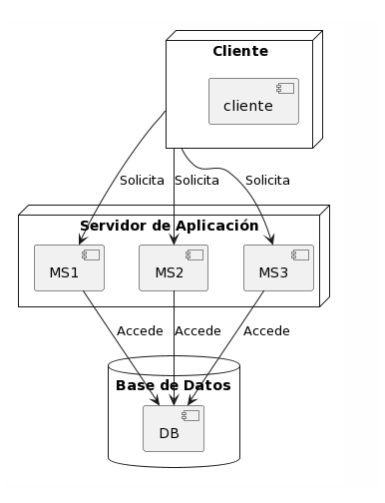 Cliente
cliente
Solicita Solicita Solicita
Servidor de Aplicación
MS1 MS2 MS3
Accede Accede Accede
Base de Datos
DB